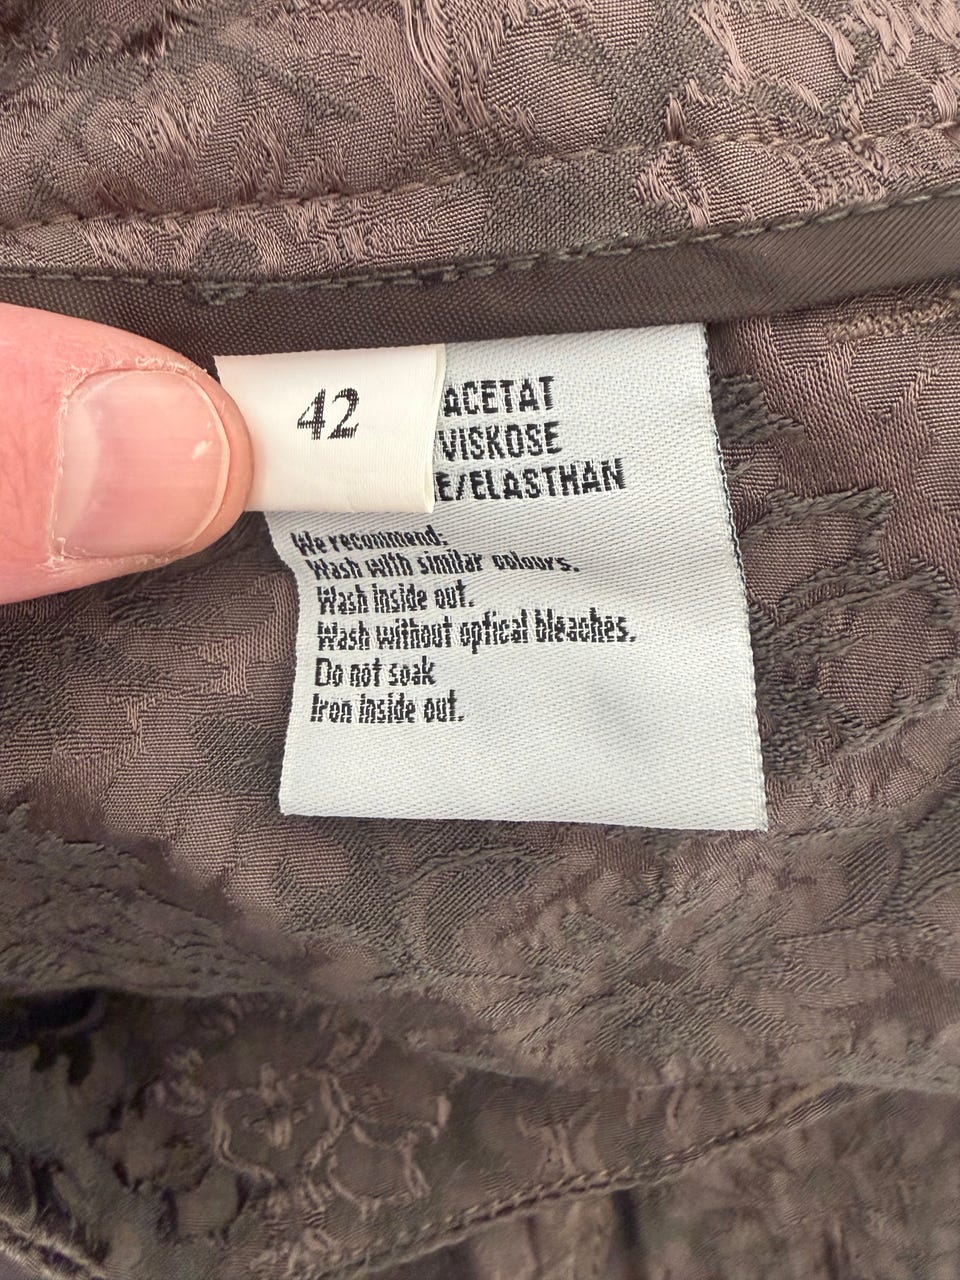 42
ACETAT
VISKOSE
E/ELASTHAN
We recommend:
Wash with similar colours.
Wash inside out.
Wash without optical bleaches.
Do not soak
Iron inside out.